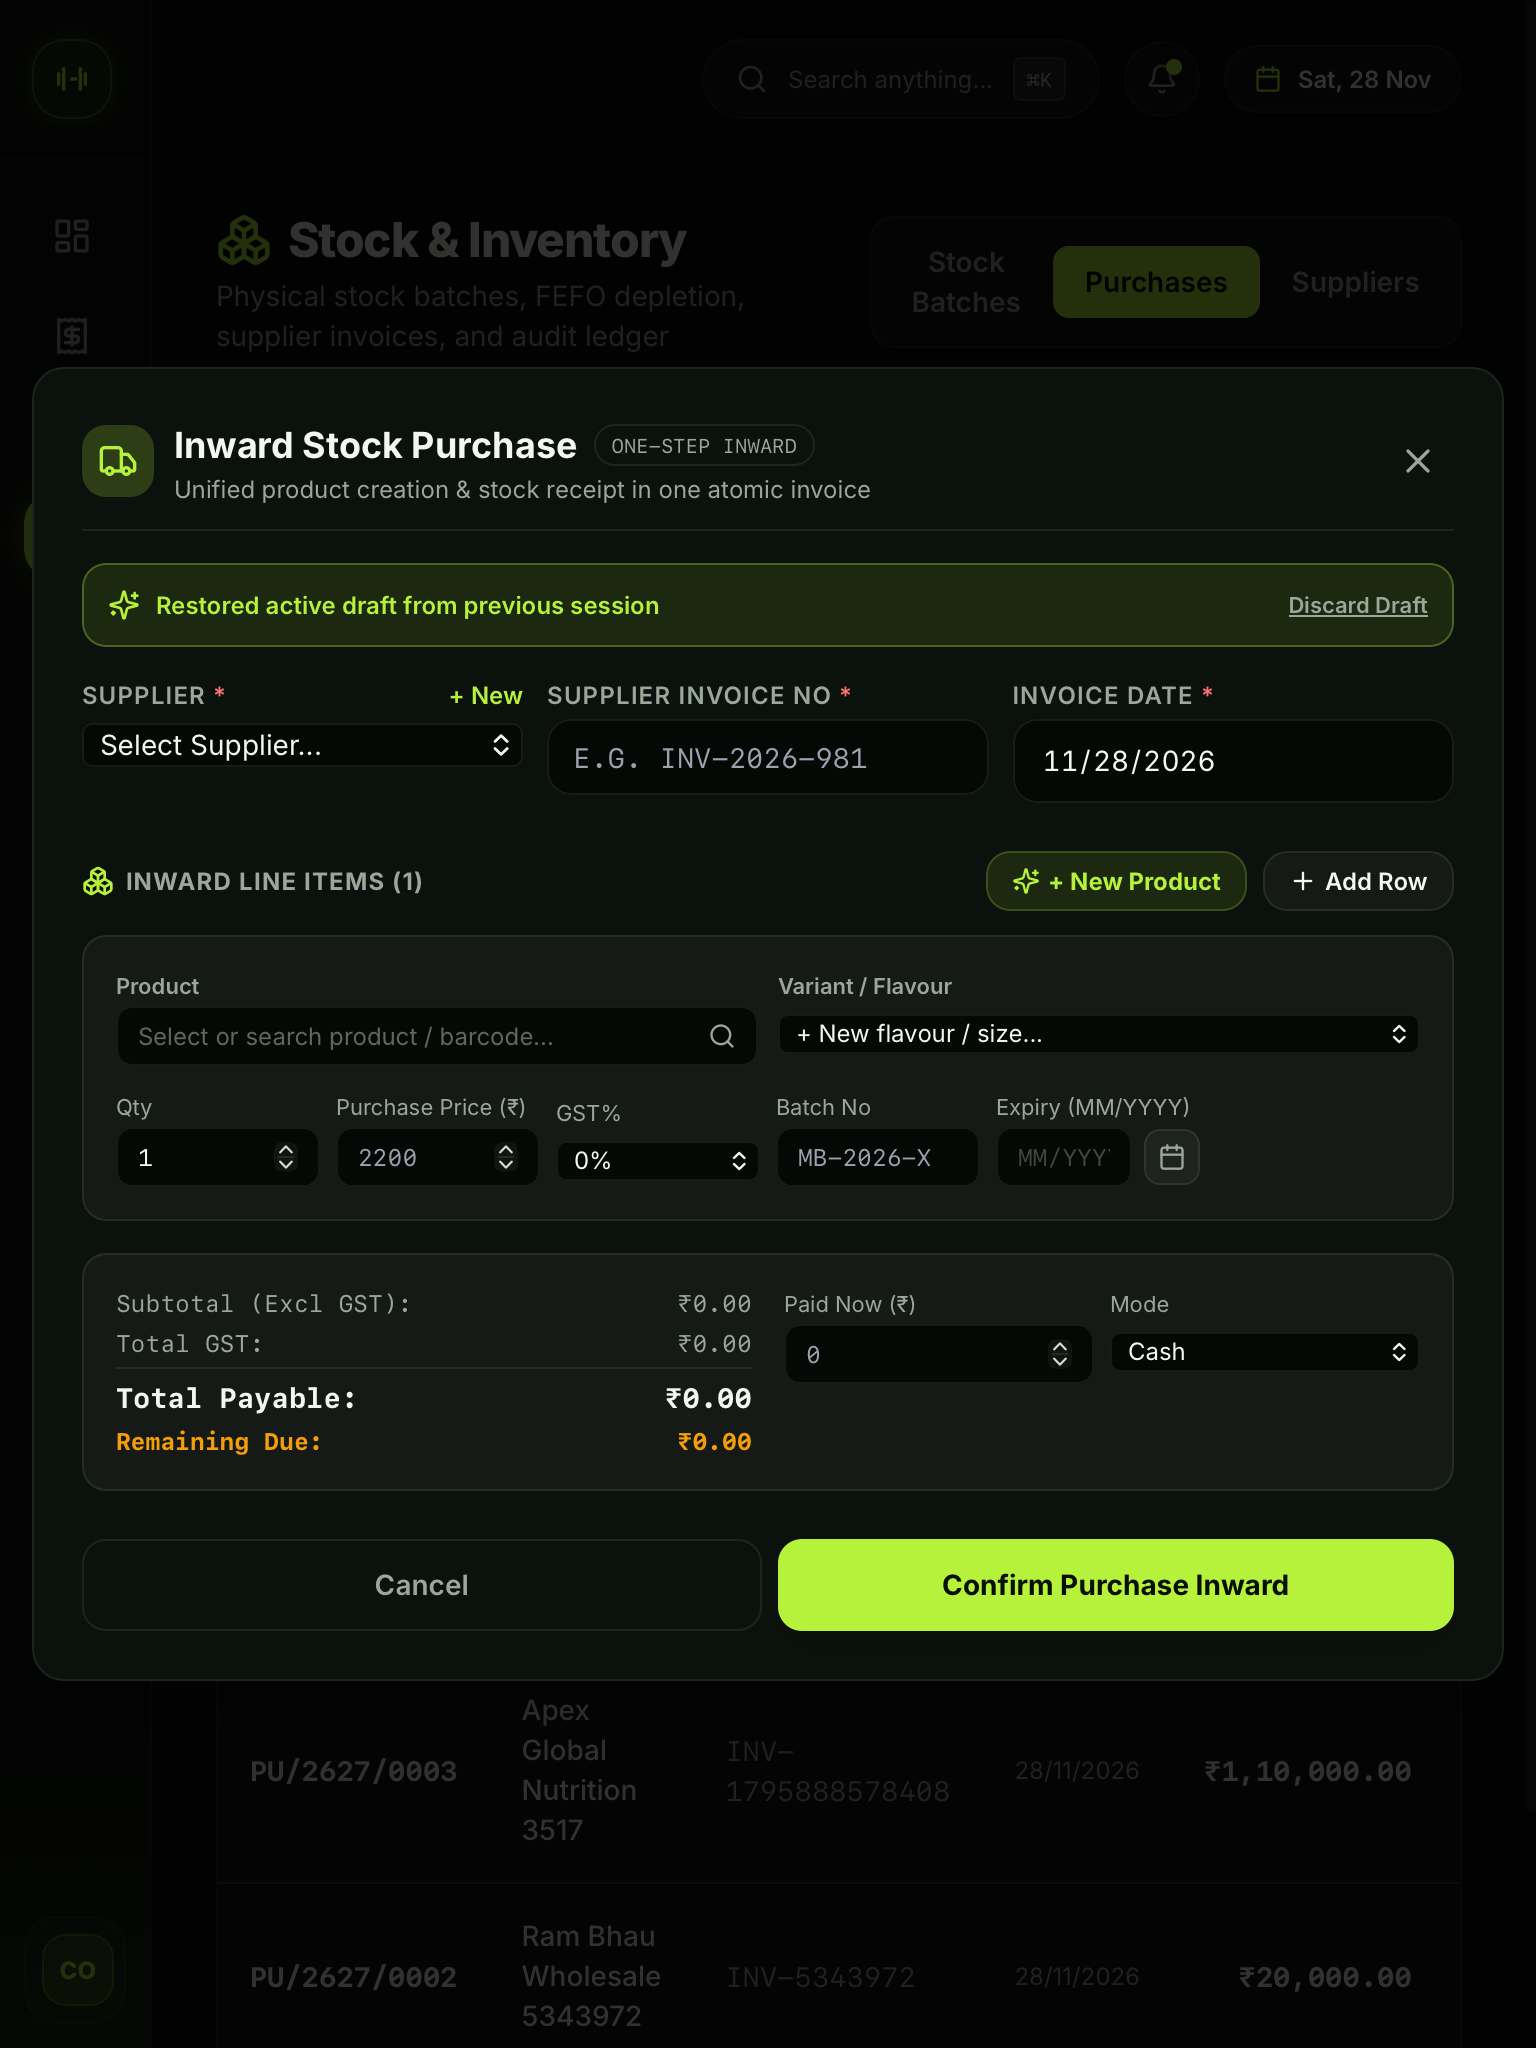 Search anything... ⌘K
Sat, 28 Nov
Stock & Inventory
Physical stock batches, FEFO depletion,
supplier invoices, and audit ledger
Stock
Batches
Purchases
Suppliers
Inward Stock Purchase
ONE-STEP INWARD
Unified product creation & stock receipt in one atomic invoice
Restored active draft from previous session
Discard Draft
SUPPLIER *
+ New
SUPPLIER INVOICE NO *
INVOICE DATE *
Select Supplier...
E.G. INV-2026-981
11/28/2026
INWARD LINE ITEMS (1)
+ New Product
Add Row
Product
Variant / Flavour
Select or search product / barcode...
+ New flavour / size...
Qty
Purchase Price (₹)
GST%
Batch No
Expiry (MM/YYYY)
1
2200
0%
MB-2026-X
MM/YYY
Subtotal (Excl GST): ₹0.00
Total GST: ₹0.00
Total Payable: ₹0.00
Remaining Due: ₹0.00
Paid Now (₹)
Mode
0
Cash
Cancel
Confirm Purchase Inward
PU/2627/0003
Apex
Global
Nutrition
3517
INV-
1795888578408
28/11/2026
₹1,10,000.00
PU/2627/0002
Ram Bhau
Wholesale
5343972
INV-5343972
28/11/2026
₹20,000.00
CO